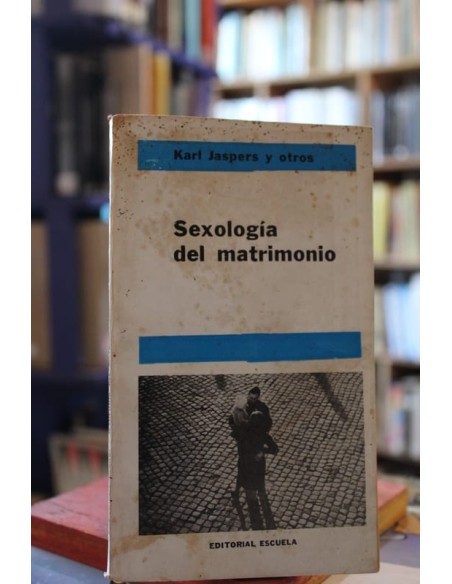 Karl Jaspers y otros
Sexología
del matrimonio
EDITORIAL ESCUELA